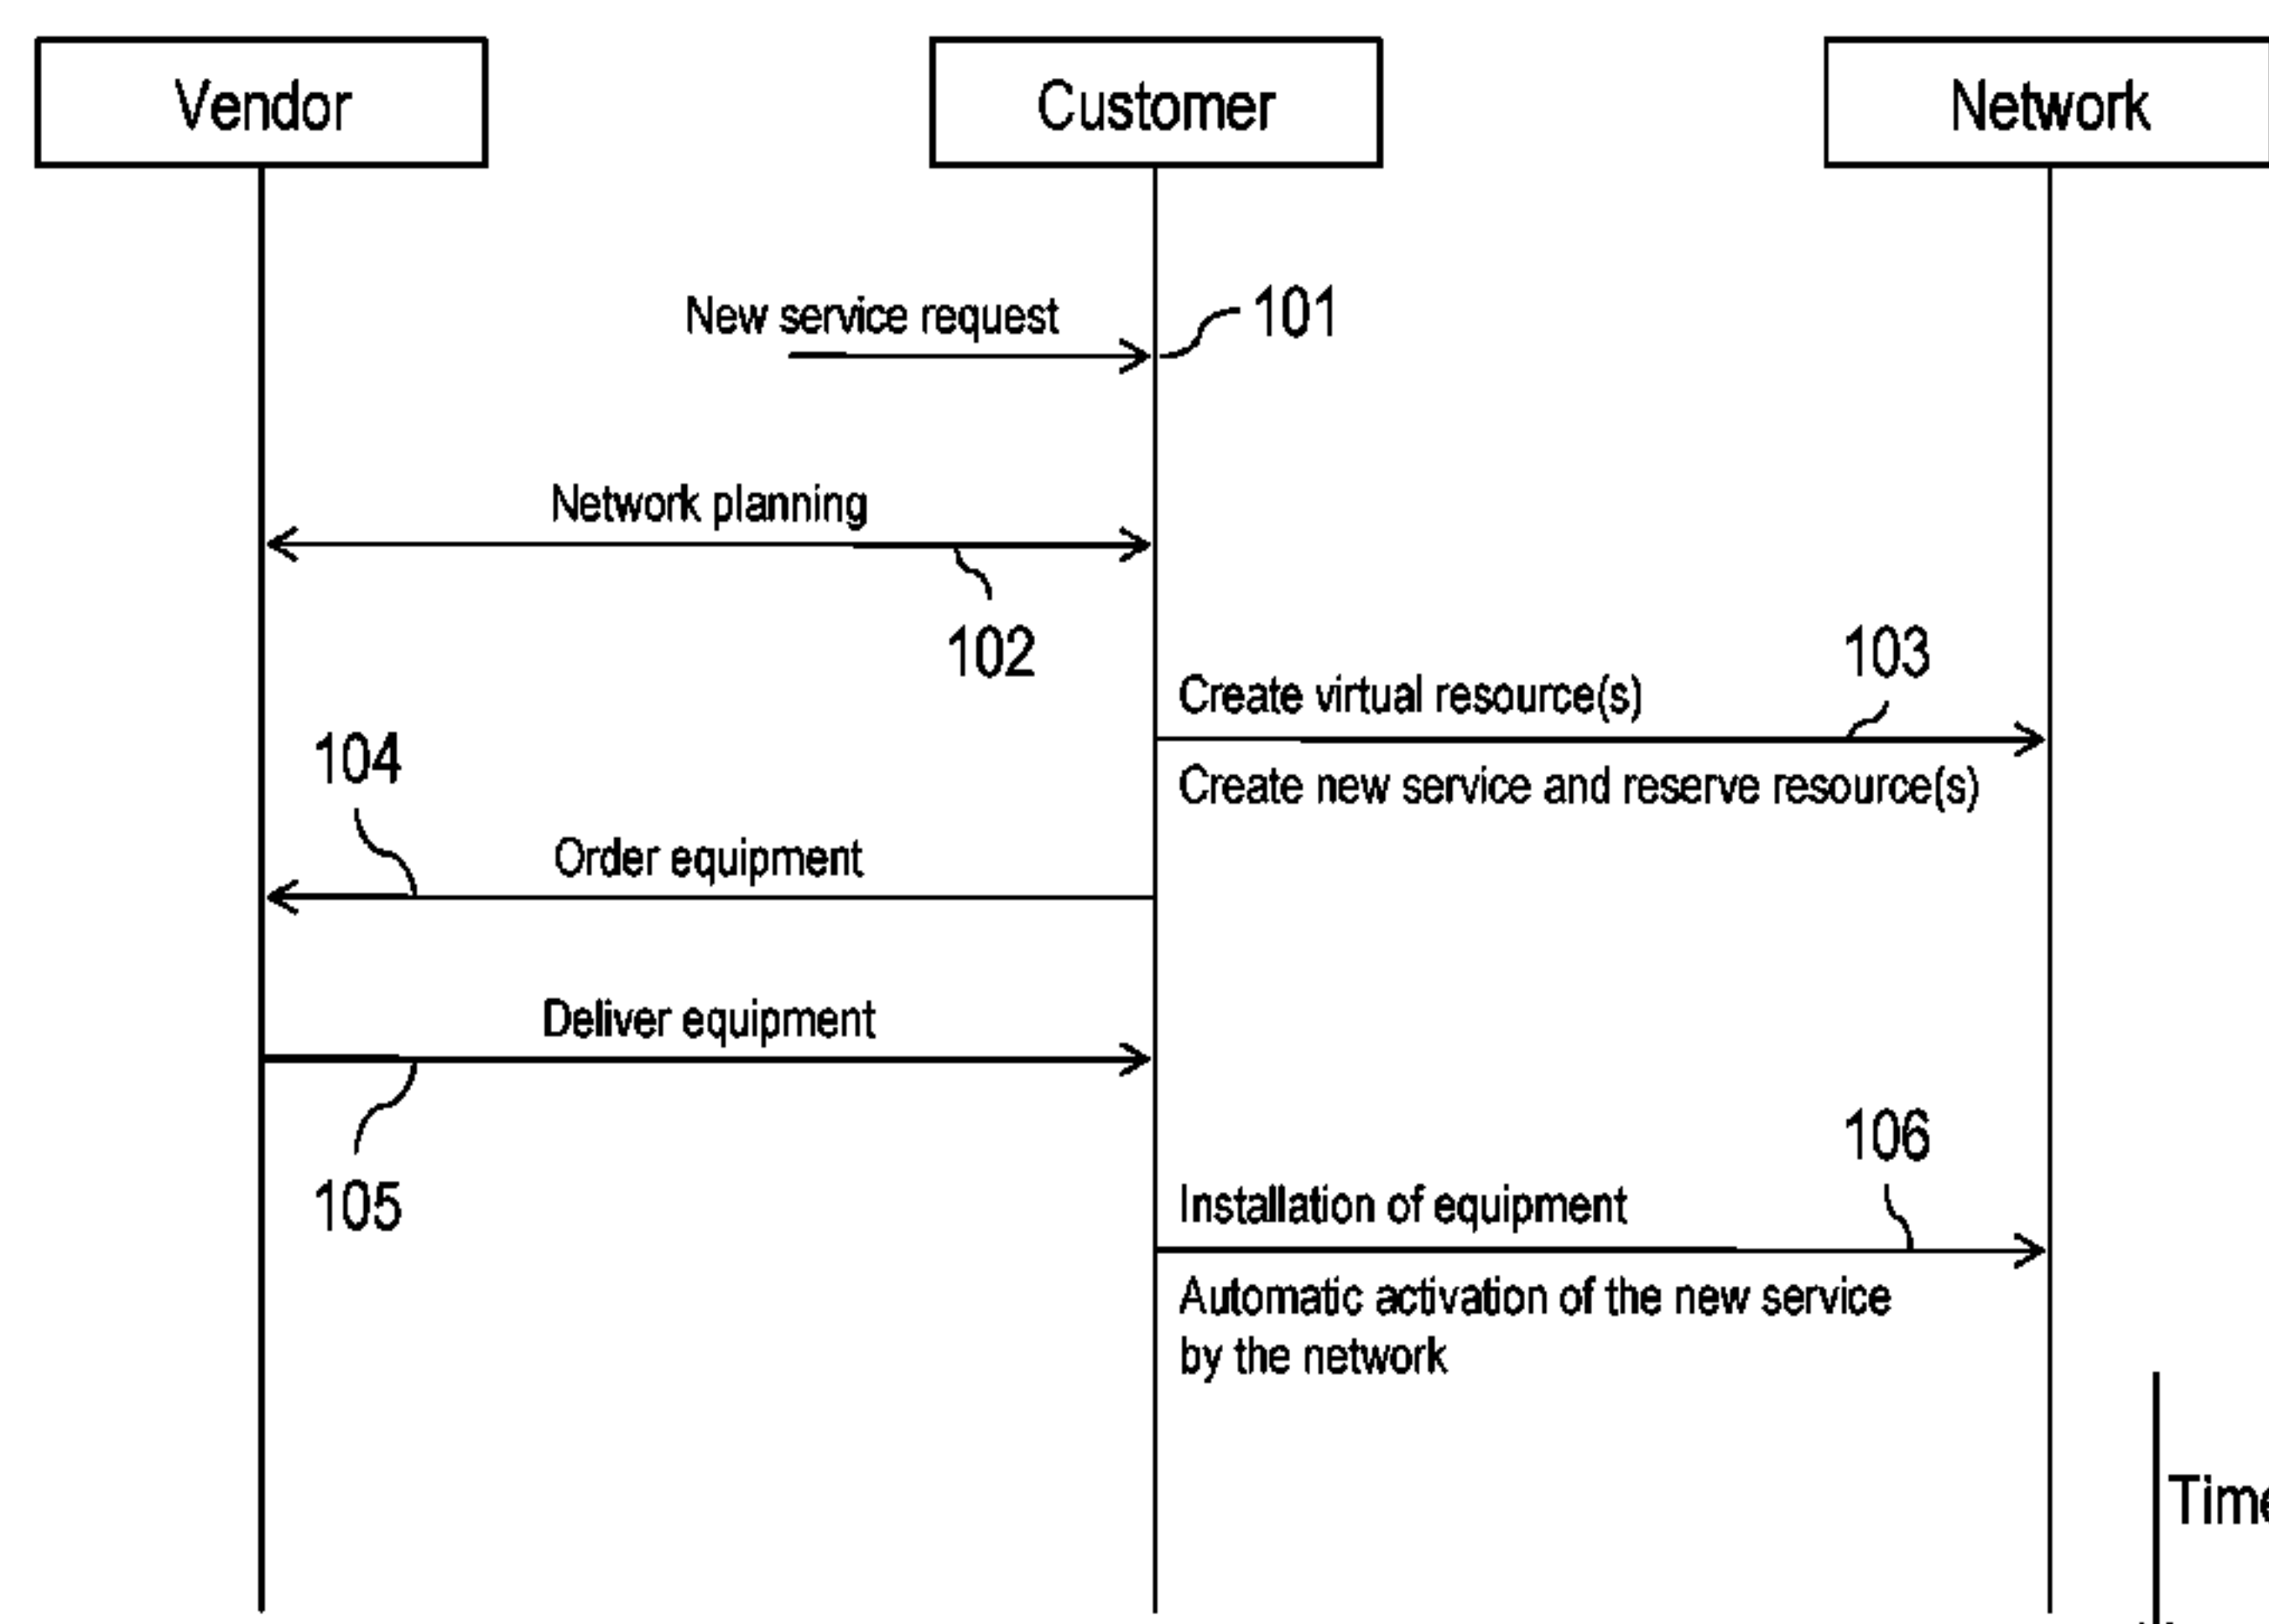 Vendor
Customer
Network
New service request
101
Network planning
102
103
Create virtual resource(s)
Create new service and reserve resource(s)
104
Order equipment
Deliver equipment
105
106
Installation of equipment
Automatic activation of the new service
by the network
Time